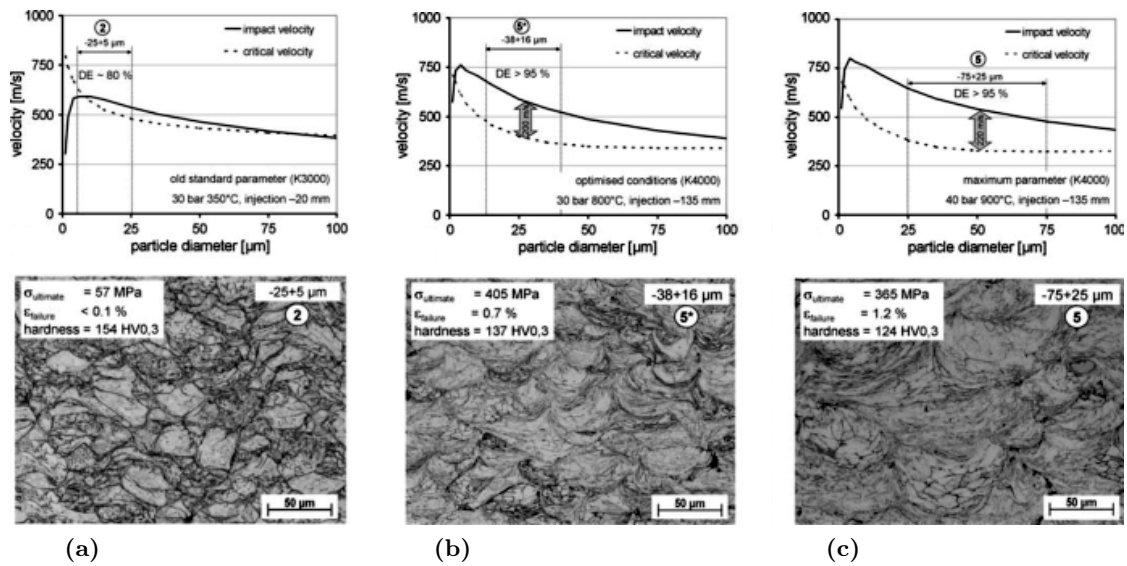 1000
750
500
250
0
velocity [m/s]
2
-25+5 µm
DE ~ 80 %
impact velocity
critical velocity
old standard parameter (K3000)
30 bar 350°C, injection –20 mm
0 25 50 75 100
particle diameter [µm]
1000
750
500
250
0
velocity [m/s]
5*
-38+16 µm
DE > 95 %
impact velocity
critical velocity
optimised conditions (K4000)
30 bar 800°C, injection –135 mm
0 25 50 75 100
particle diameter [µm]
1000
750
500
250
0
velocity [m/s]
impact velocity
critical velocity
5
-75+25 µm
DE > 95%
maximum parameter (K4000)
40 bar 900°C, injection –135 mm
0 25 50 75 100
particle diameter [µm]
σultimate = 57 MPa
εfailure < 0.1 %
hardness = 154 HV0,3
-25+5 µm
2
50 µm
σultimate = 405 MPa
εfailure = 0.7 %
hardness = 137 HV0,3
-38+16 µm
5*
50 µm
σultimate = 365 MPa
εfailure = 1.2 %
hardness = 124 HV0,3
-75+25 µm
5
50 µm
(a) (b) (c)